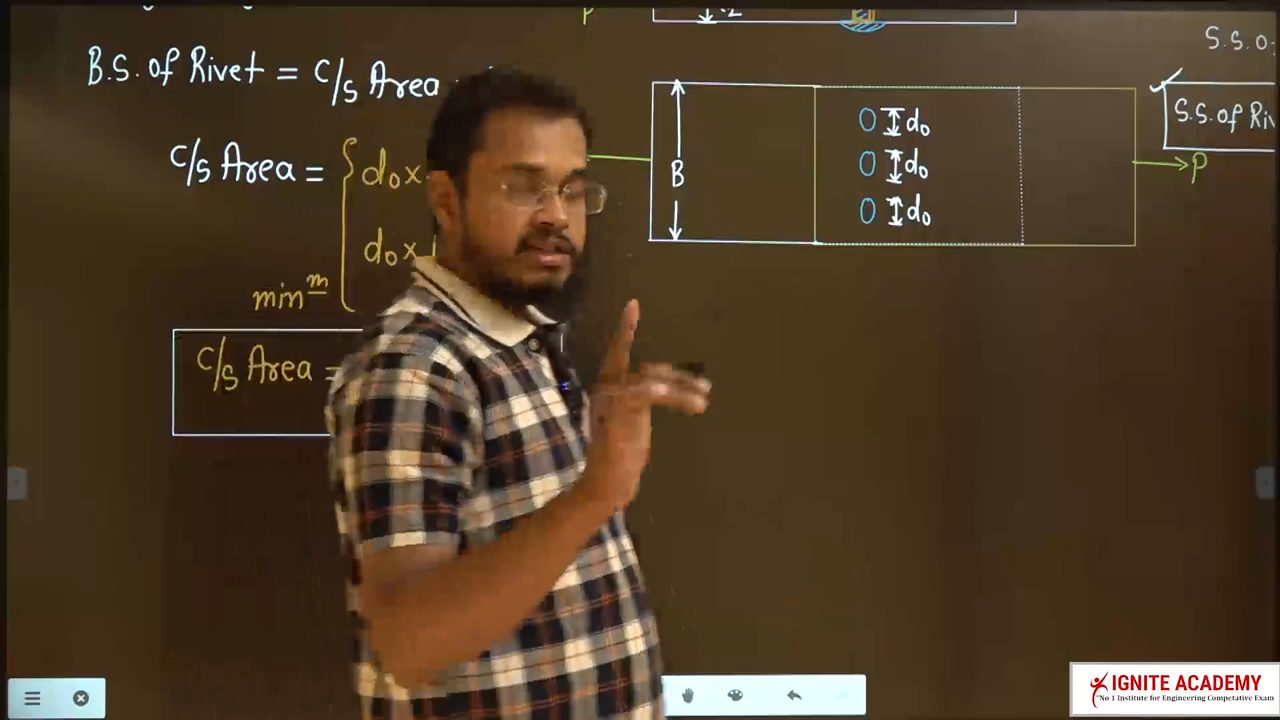 B.S. of Rivet = C/s Area
C/s Area = { d₀ ×
d₀ ×
minᵐ
C/s Area =
P
B
d₀
d₀
d₀
P
S.S.O
S.S. of Riv
IGNITE ACADEMY
"No 1 Institute for Engineering Competative Exam